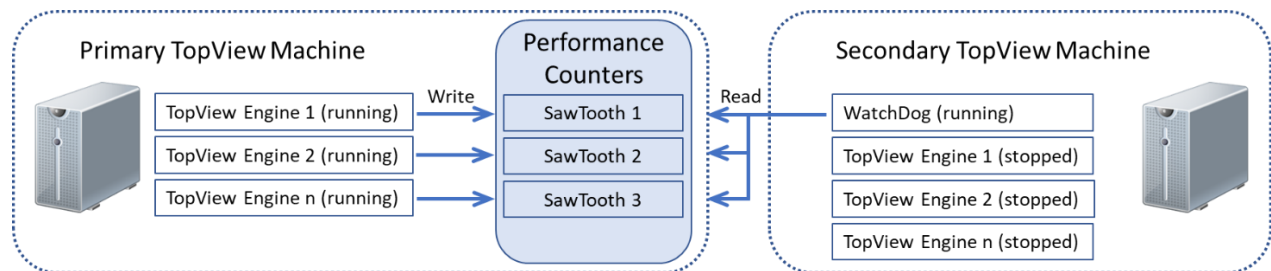 Primary TopView Machine
TopView Engine 1 (running)
TopView Engine 2 (running)
TopView Engine n (running)
Write
Performance
Counters
SawTooth 1
SawTooth 2
SawTooth 3
Read
Secondary TopView Machine
WatchDog (running)
TopView Engine 1 (stopped)
TopView Engine 2 (stopped)
TopView Engine n (stopped)